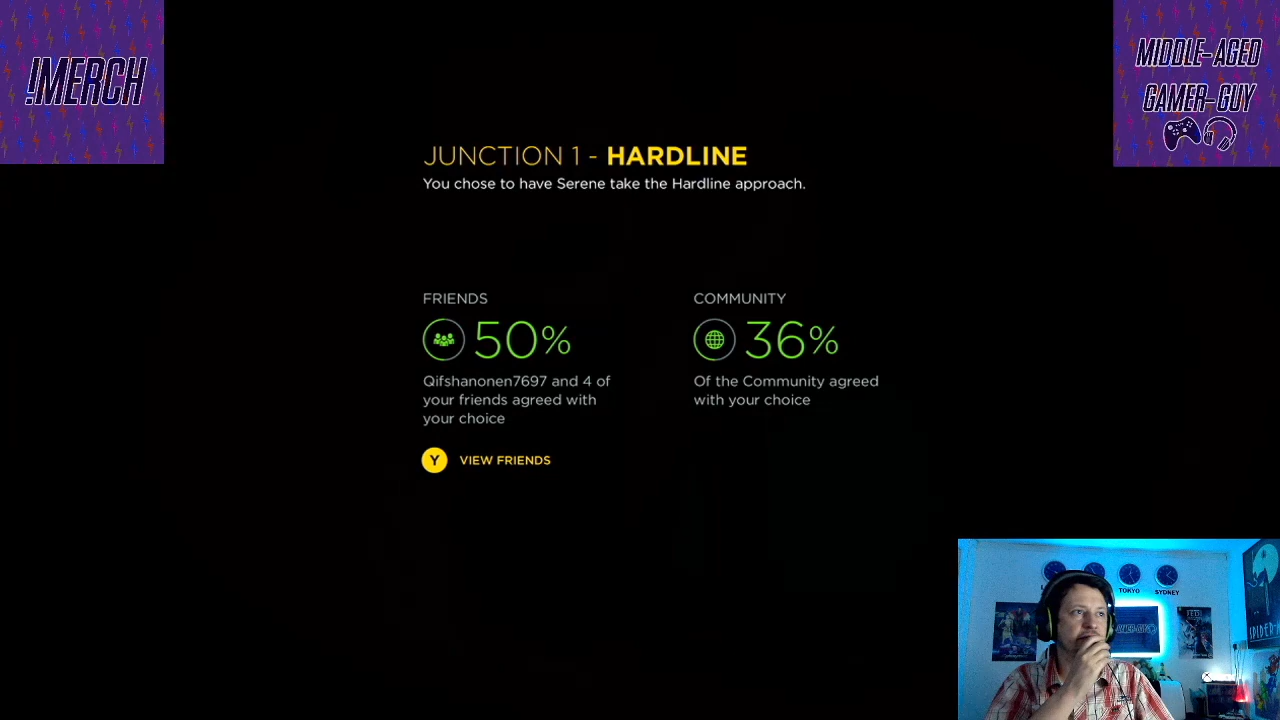 !MERCH
MIDDLE-AGED
GAMER-GUY
JUNCTION 1 - HARDLINE
You chose to have Serene take the Hardline approach.
FRIENDS
50%
Qifshanonen7697 and 4 of
your friends agreed with
your choice
Y VIEW FRIENDS
COMMUNITY
36%
Of the Community agreed
with your choice
TOKYO
SYDNEY